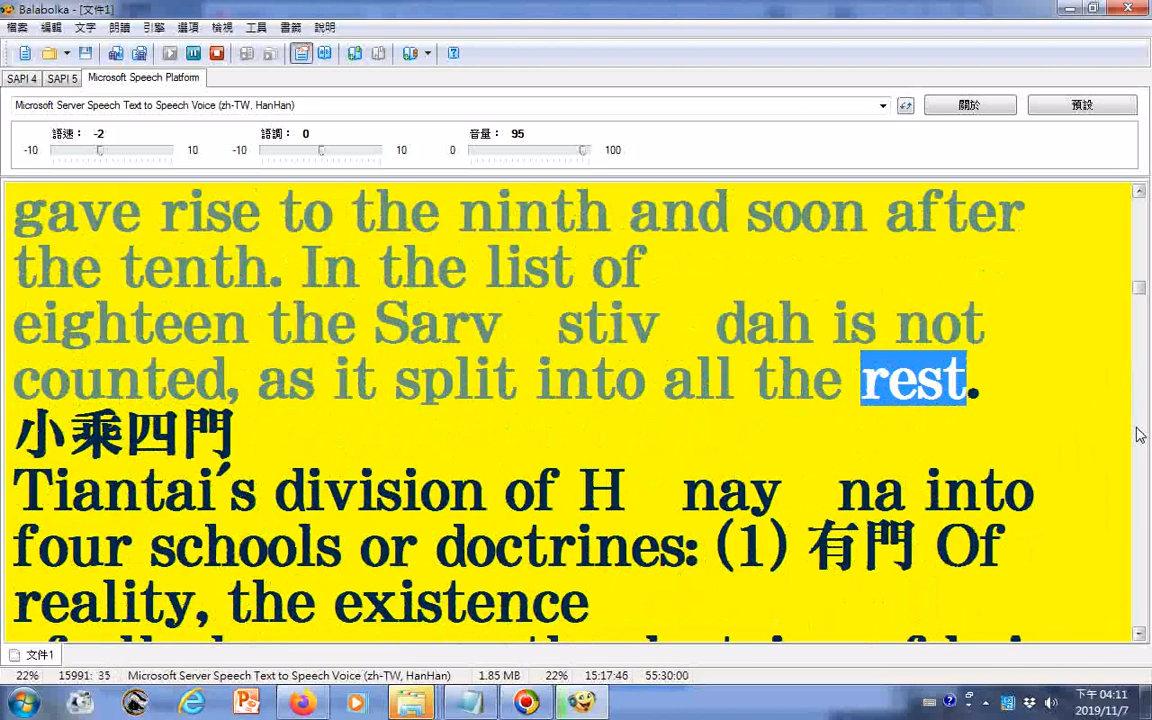 Balabolka - [文件1]
檔案 編輯 文字 朗讀 引擎 選項 檢視 工具 書籤 說明
SAPI 4 SAPI 5 Microsoft Speech Platform
Microsoft Server Speech Text to Speech Voice (zh-TW, HanHan) 關於 預設
語速： -2 語調： 0 音量： 95
-10 10 -10 10 0 100
gave rise to the ninth and soon after
the tenth. In the list of
eighteen the Sarv stiv dah is not
counted, as it split into all the rest.
小乘四門
Tiantai's division of H nay na into
four schools or doctrines: (1) 有門 Of
reality, the existence
文件1
22% 15991: 35 Microsoft Server Speech Text to Speech Voice (zh-TW, HanHan) 1.85 MB 22% 15:17:46 55:30:00
下午 04:11
2019/11/7